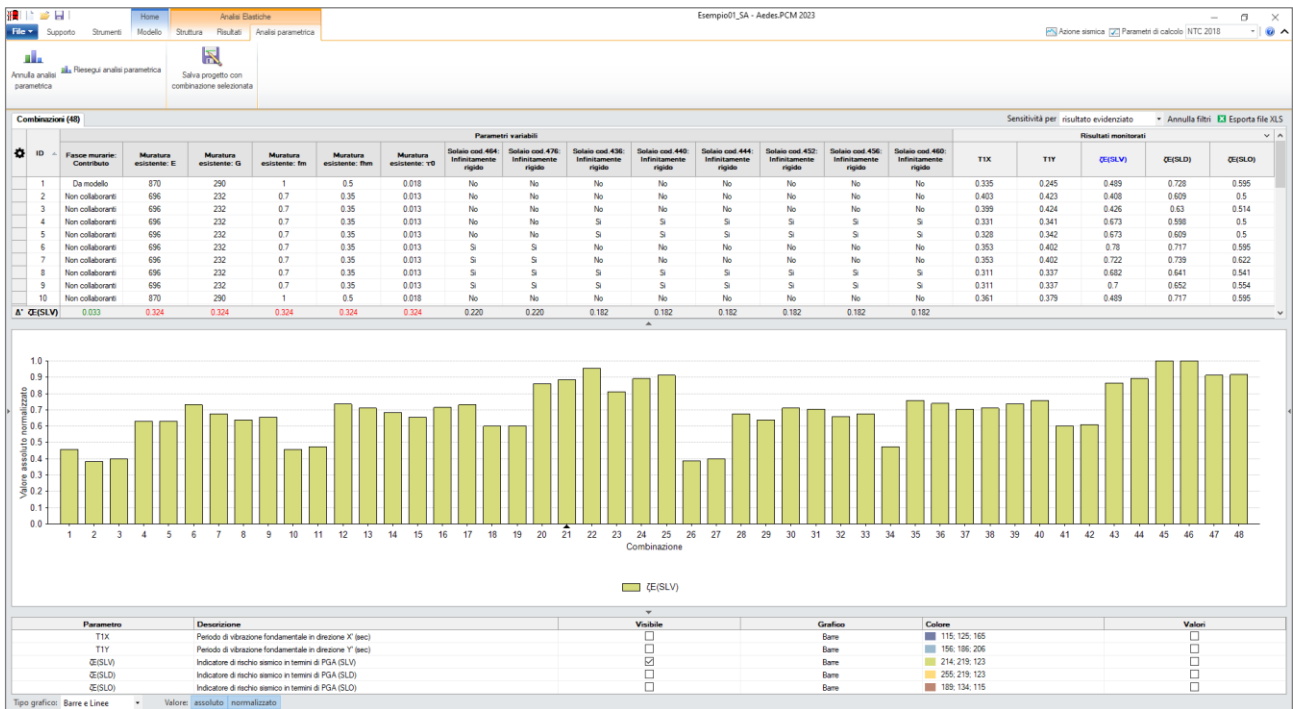 Home Analisi Elastiche Esempio01_SA - Aedes.PCM 2023
File Supporto Strumenti Modello Struttura Risultati Analisi parametrica Azione sismica Parametri di calcolo NTC 2018
Annulla analisi parametrica
Riesegui analisi parametrica
Salva progetto con combinazione selezionata
Combinazioni (48) Sensitività per risultato evidenziato Annulla filtri Esporta file XLS
Parametri variabili Risultati monitorati
ID Fasce murarie: Contributo Muratura esistente: E Muratura esistente: G Muratura esistente: fm Muratura esistente: fhm Muratura esistente: τ0 Solaio cod.464: Infinitamente rigido Solaio cod.476: Infinitamente rigido Solaio cod.436: Infinitamente rigido Solaio cod.440: Infinitamente rigido Solaio cod.444: Infinitamente rigido Solaio cod.452: Infinitamente rigido Solaio cod.456: Infinitamente rigido Solaio cod.460: Infinitamente rigido T1X T1Y ζE(SLV) ζE(SLD) ζE(SLO)
1 Da modello 870 290 1 0.5 0.018 No No No No No No No No 0.335 0.245 0.489 0.728 0.595
2 Non collaboranti 696 232 0.7 0.35 0.013 No No No No No No No No 0.403 0.423 0.408 0.609 0.5
3 Non collaboranti 696 232 0.7 0.35 0.013 No No No No No No No No 0.399 0.424 0.426 0.63 0.514
4 Non collaboranti 696 232 0.7 0.35 0.013 No No Si Si Si Si Si Si 0.331 0.341 0.673 0.598 0.5
5 Non collaboranti 696 232 0.7 0.35 0.013 No No Si Si Si Si Si Si 0.328 0.342 0.673 0.609 0.5
6 Non collaboranti 696 232 0.7 0.35 0.013 Si Si No No No No No No 0.353 0.402 0.78 0.717 0.595
7 Non collaboranti 696 232 0.7 0.35 0.013 Si Si No No No No No No 0.353 0.402 0.722 0.739 0.622
8 Non collaboranti 696 232 0.7 0.35 0.013 Si Si Si Si Si Si Si Si 0.311 0.337 0.682 0.641 0.541
9 Non collaboranti 696 232 0.7 0.35 0.013 Si Si Si Si Si Si Si Si 0.311 0.337 0.7 0.652 0.554
10 Non collaboranti 870 290 1 0.5 0.018 No No No No No No No No 0.361 0.379 0.489 0.717 0.595
Δ* ζE(SLV) 0.033 0.324 0.324 0.324 0.324 0.324 0.220 0.220 0.182 0.182 0.182 0.182 0.182 0.182
Valore assoluto normalizzato
1.0
0.9
0.8
0.7
0.6
0.5
0.4
0.3
0.2
0.1
0.0
1 2 3 4 5 6 7 8 9 10 11 12 13 14 15 16 17 18 19 20 21 22 23 24 25 26 27 28 29 30 31 32 33 34 35 36 37 38 39 40 41 42 43 44 45 46 47 48
Combinazione
ζE(SLV)
Parametro Descrizione Visibile Grafico Colore Valori
T1X Periodo di vibrazione fondamentale in direzione X' (sec) Barre 115; 125; 165
T1Y Periodo di vibrazione fondamentale in direzione Y' (sec) Barre 156; 186; 206
ζE(SLV) Indicatore di rischio sismico in termini di PGA (SLV) Barre 214; 219; 123
ζE(SLD) Indicatore di rischio sismico in termini di PGA (SLD) Barre 255; 219; 123
ζE(SLO) Indicatore di rischio sismico in termini di PGA (SLO) Barre 189; 134; 115
Tipo grafico: Barre e Linee Valore: assoluto normalizzato